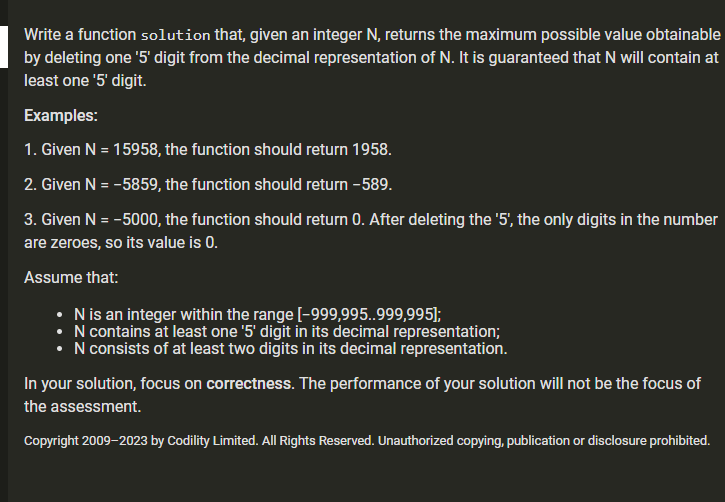 Write a function solution that, given an integer N, returns the maximum possible value obtainable
by deleting one '5' digit from the decimal representation of N. It is guaranteed that N will contain at
least one '5' digit.
Examples:
1. Given N = 15958, the function should return 1958.
2. Given N = −5859, the function should return −589.
3. Given N = −5000, the function should return 0. After deleting the '5', the only digits in the number
are zeroes, so its value is 0.
Assume that:
• N is an integer within the range [−999,995..999,995];
• N contains at least one '5' digit in its decimal representation;
• N consists of at least two digits in its decimal representation.
In your solution, focus on correctness. The performance of your solution will not be the focus of
the assessment.
Copyright 2009–2023 by Codility Limited. All Rights Reserved. Unauthorized copying, publication or disclosure prohibited.